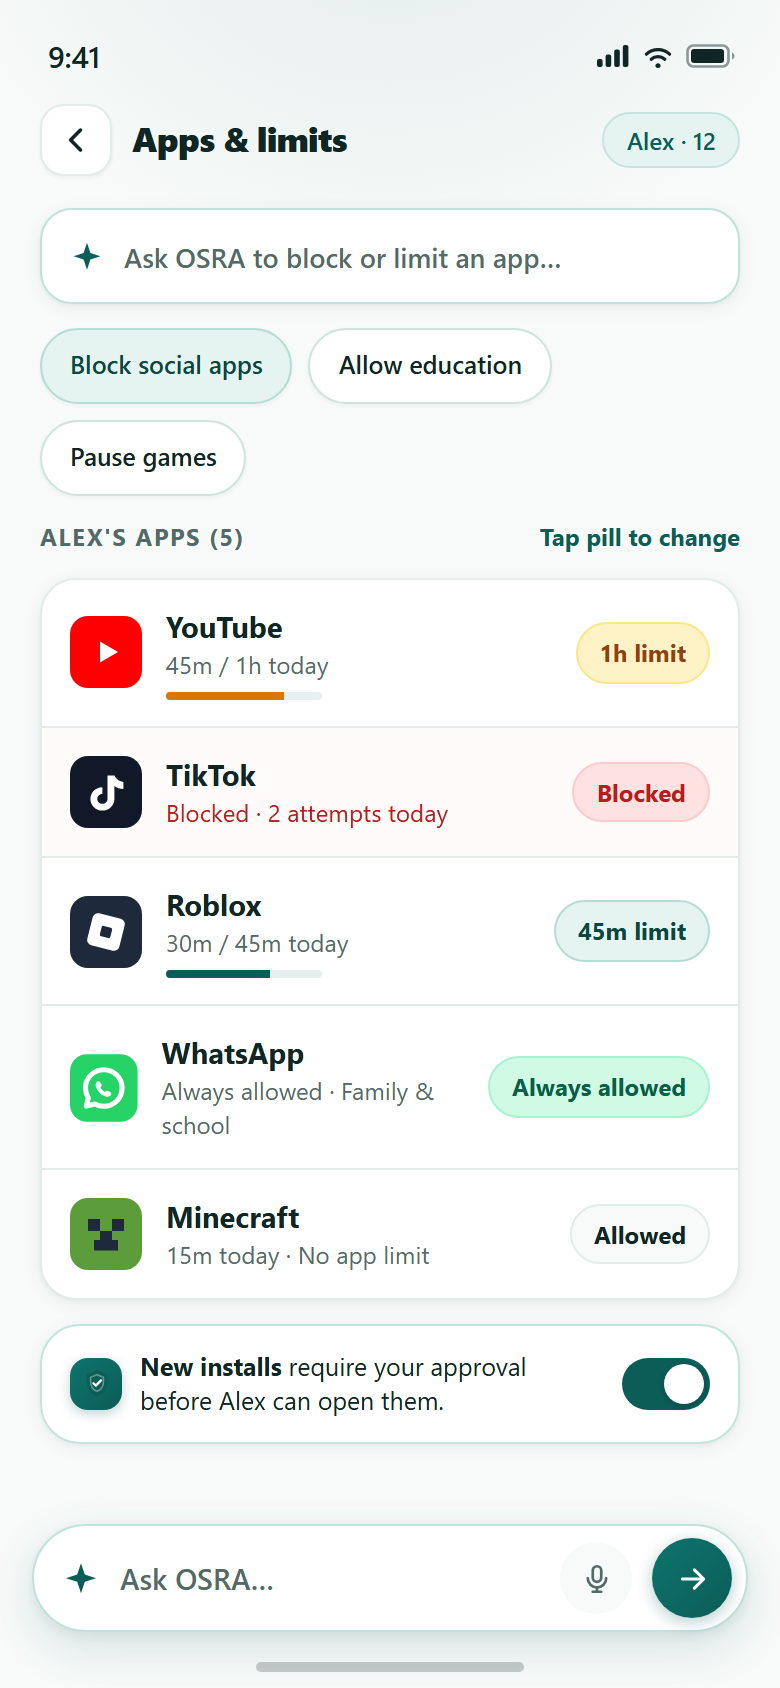 9:41
Apps & limits
Alex · 12
Ask OSRA to block or limit an app...
Block social apps
Allow education
Pause games
ALEX'S APPS (5)
Tap pill to change
YouTube
45m / 1h today
1h limit
TikTok
Blocked · 2 attempts today
Blocked
Roblox
30m / 45m today
45m limit
WhatsApp
Always allowed · Family &
school
Always allowed
Minecraft
15m today · No app limit
Allowed
New installs require your approval
before Alex can open them.
Ask OSRA...